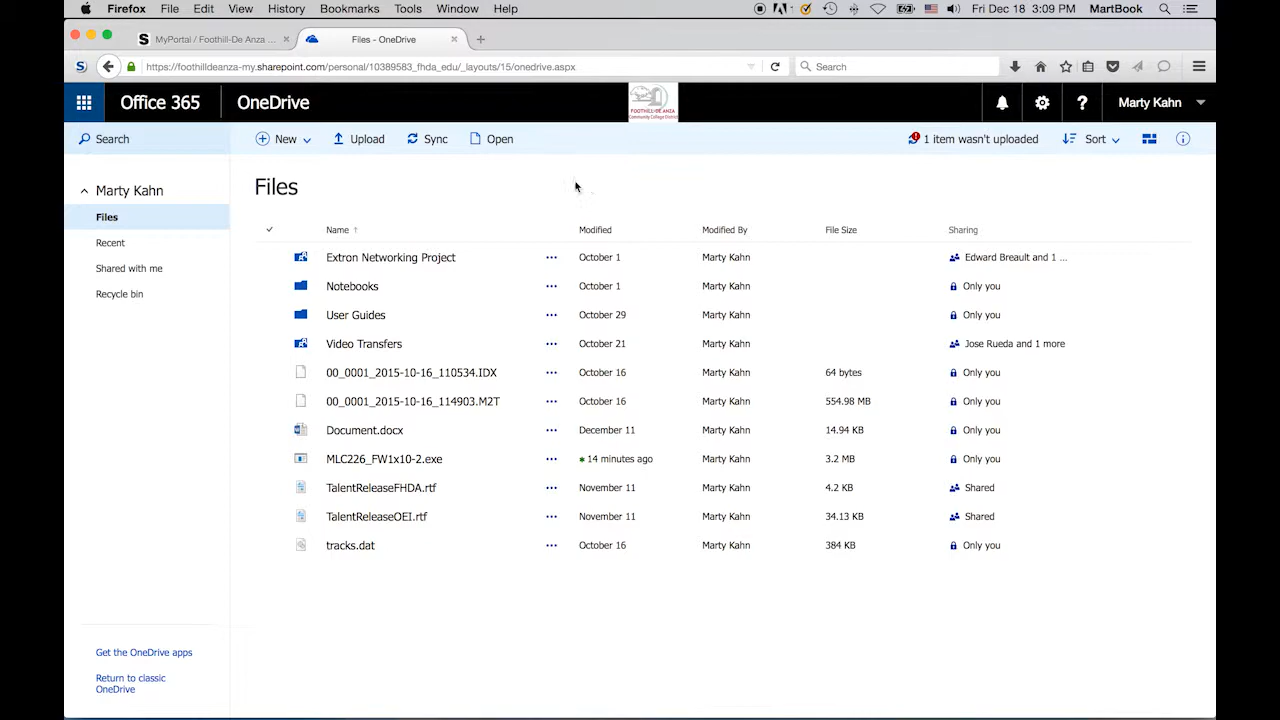 Firefox File Edit View History Bookmarks Tools Window Help Fri Dec 18 3:09 PM MartBook
MyPortal / Foothill-De Anza ... Files - OneDrive
https://foothilldeanza-my.sharepoint.com/personal/10389583_fhda_edu/_layouts/15/onedrive.aspx Search
Office 365 OneDrive Marty Kahn
FOOTHILL-DE ANZA
Community College District
Search New Upload Sync Open 1 item wasn't uploaded Sort
Marty Kahn
Files
Recent
Shared with me
Recycle bin
Get the OneDrive apps
Return to classic
OneDrive
Files
Name Modified Modified By File Size Sharing
Extron Networking Project ... October 1 Marty Kahn Edward Breault and 1 ...
Notebooks ... October 1 Marty Kahn Only you
User Guides ... October 29 Marty Kahn Only you
Video Transfers ... October 21 Marty Kahn Jose Rueda and 1 more
00_0001_2015-10-16_110534.IDX ... October 16 Marty Kahn 64 bytes Only you
00_0001_2015-10-16_114903.M2T ... October 16 Marty Kahn 554.98 MB Only you
Document.docx ... December 11 Marty Kahn 14.94 KB Only you
MLC226_FW1x10-2.exe ... 14 minutes ago Marty Kahn 3.2 MB Only you
TalentReleaseFHDA.rtf ... November 11 Marty Kahn 4.2 KB Shared
TalentReleaseOEI.rtf ... November 11 Marty Kahn 34.13 KB Shared
tracks.dat ... October 16 Marty Kahn 384 KB Only you